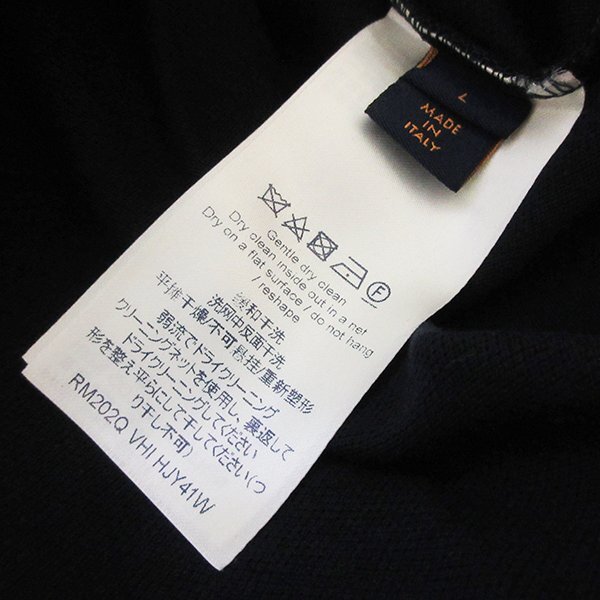 L
MADE
IN
ITALY
F
Gentle dry clean
Dry clean inside out in a net
Dry on a flat surface / do not hang
/ reshape
缓和干洗
洗网中反面干洗
平摊干燥/不可悬挂/重新塑形
弱流でドライクリーニング
クリーニングネットを使用し、裏返して
ドライクリーニングしてください
形を整え平らにして干してください(つ
り干し不可)
RM202Q VHI HJY41W